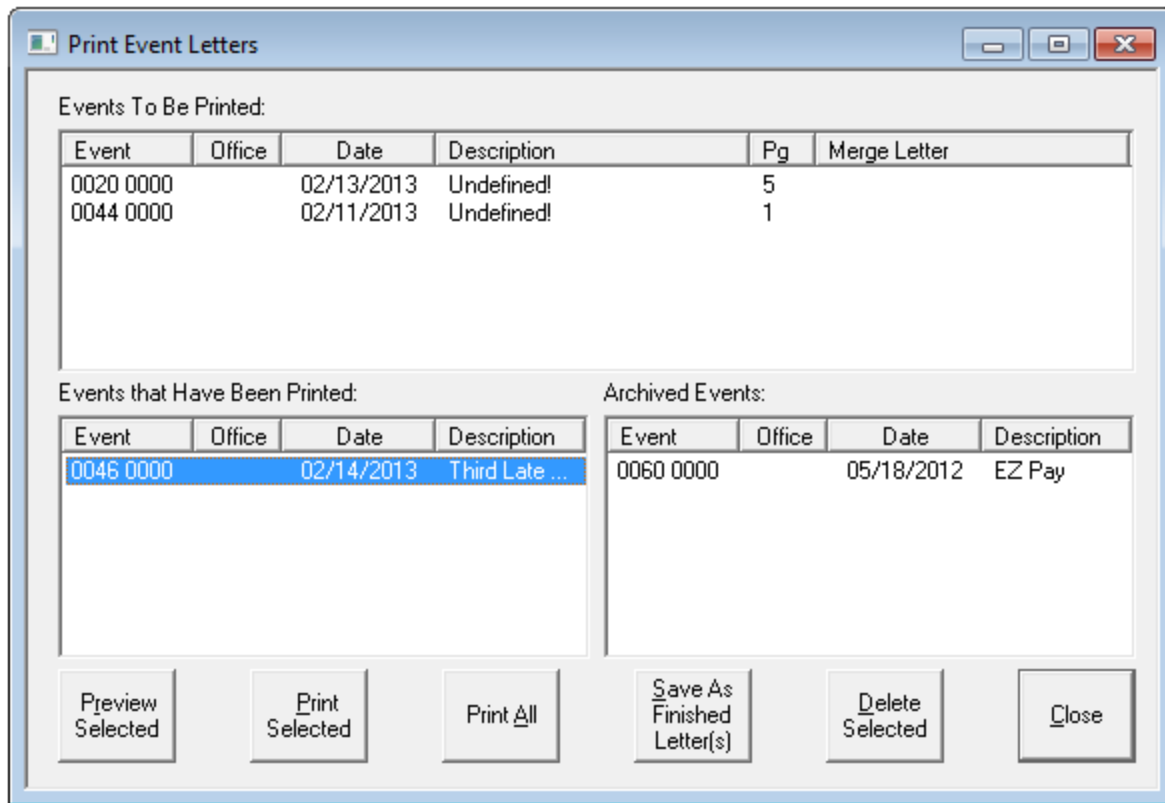 Print Event Letters
Events To Be Printed:
Event Office Date Description Pg Merge Letter
0020 0000 02/13/2013 Undefined! 5
0044 0000 02/11/2013 Undefined! 1
Events that Have Been Printed:
Event Office Date Description
0046 0000 02/14/2013 Third Late ...
Archived Events:
Event Office Date Description
0060 0000 05/18/2012 EZ Pay
Preview
Selected
Print
Selected
Print All
Save As
Finished
Letter(s)
Delete
Selected
Close